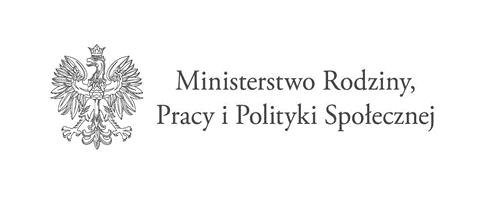 Ministerstwo Rodziny,
Pracy i Polityki Społecznej